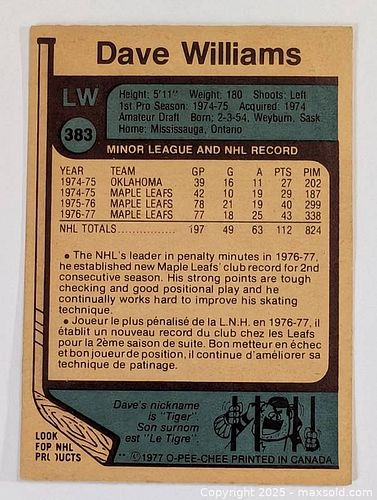 Dave Williams
LW
383
Height: 5'11" Weight: 180 Shoots: Left
1st Pro Season: 1974-75 Acquired: 1974
Amateur Draft Born: 2-3-54, Weyburn, Sask
Home: Mississauga, Ontario
MINOR LEAGUE AND NHL RECORD
YEAR TEAM GP G A PTS PIM
1974-75 OKLAHOMA 39 16 11 27 202
1974-75 MAPLE LEAFS 42 10 19 29 187
1975-76 MAPLE LEAFS 78 21 19 40 299
1976-77 MAPLE LEAFS 77 18 25 43 338
NHL TOTALS................ 197 49 63 112 824
• The NHL's leader in penalty minutes in 1976-77,
he established new Maple Leafs' club record for 2nd
consecutive season. His strong points are tough
checking and good positional play and he
continually works hard to improve his skating
technique.
• Joueur le plus pénalisé de la L.N.H. en 1976-77, il
établit un nouveau record du club chez les Leafs
pour la 2ème saison de suite. Bon metteur en échec
et bon joueur de position, il continue d'améliorer sa
technique de patinage.
Dave's nickname
is "Tiger"
Son surnom
est "Le Tigre".
LOOK
FOR NHL
PRODUCTS
©1977 O-PEE-CHEE PRINTED IN CANADA
Copyright 2025 - maxsold.com